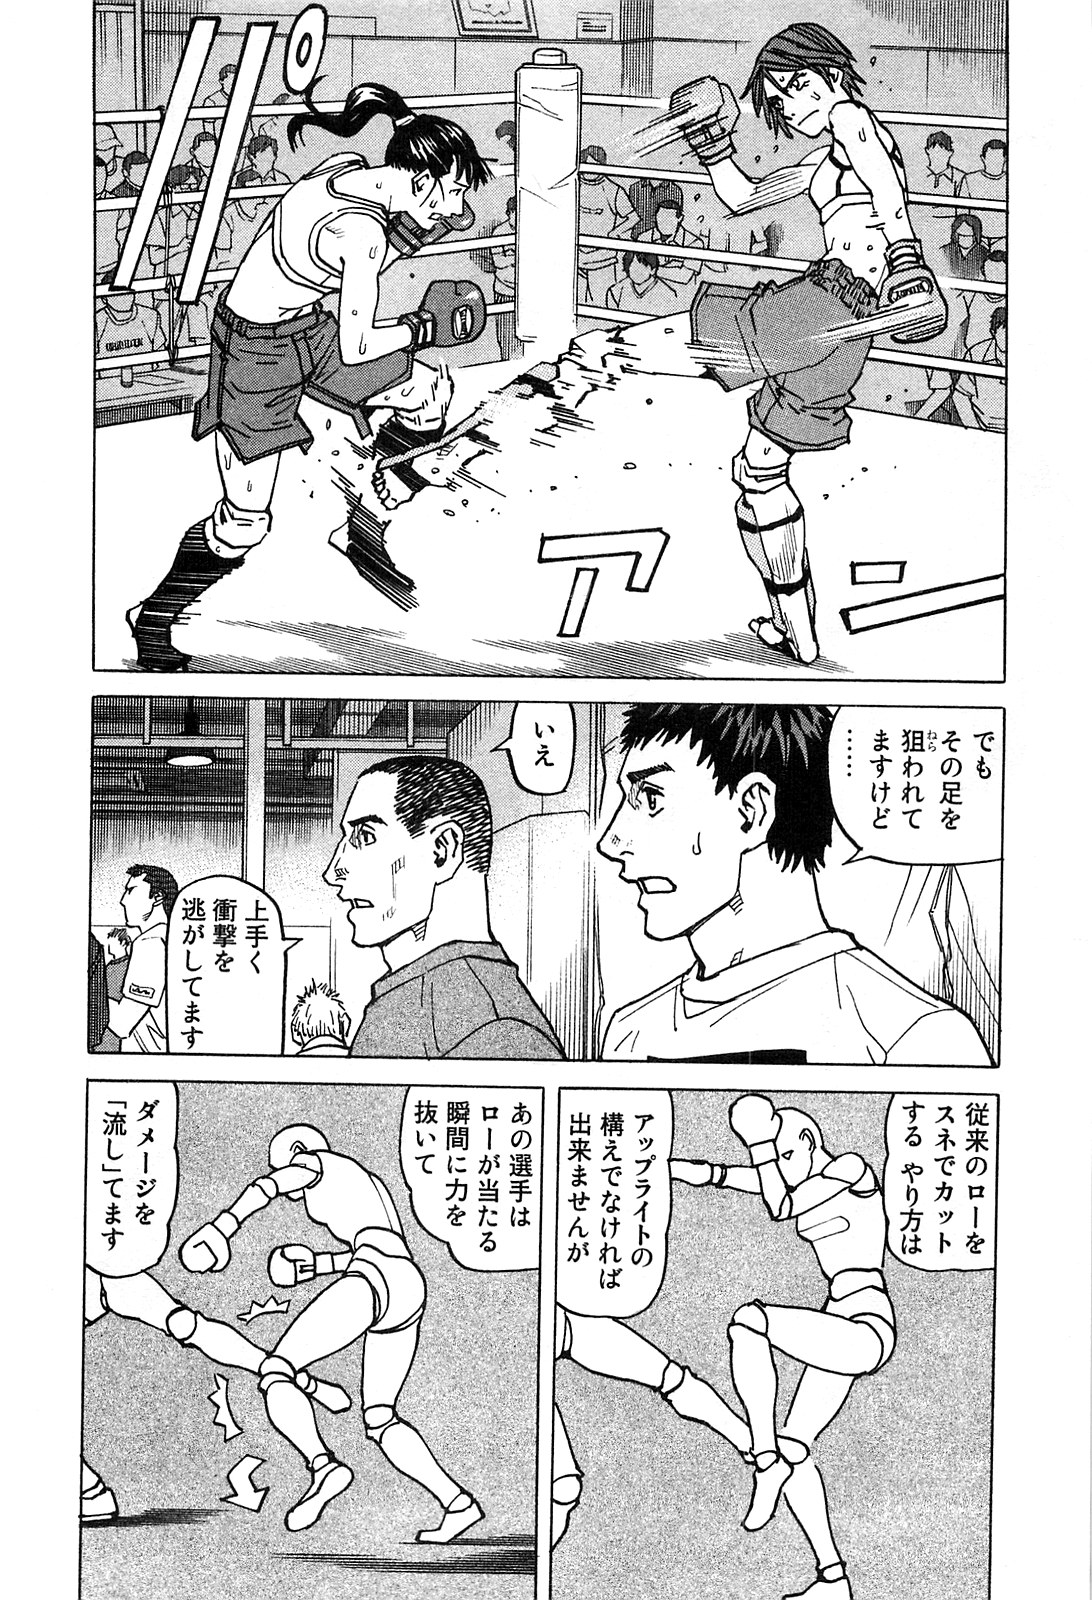 パァン
でも
その足を
狙われて
ねら
ますけど
……
いえ
上手く
衝撃を
逃がしてます
従来のローを
スネでカット
する やり方は
アップライトの
構えでなければ
出来ませんが
あの選手は
ローが当たる
瞬間に力を
抜いて
ダメージを
「流し」てます